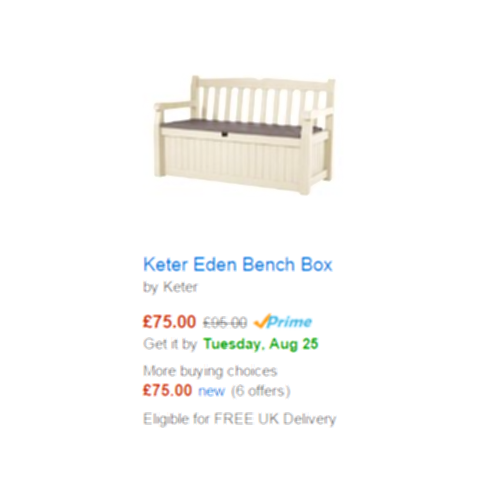 Keter Eden Bench Box
by Keter
£75.00 £95.00 Prime
Get it by Tuesday, Aug 25
More buying choices
£75.00 new (6 offers)
Eligible for FREE UK Delivery